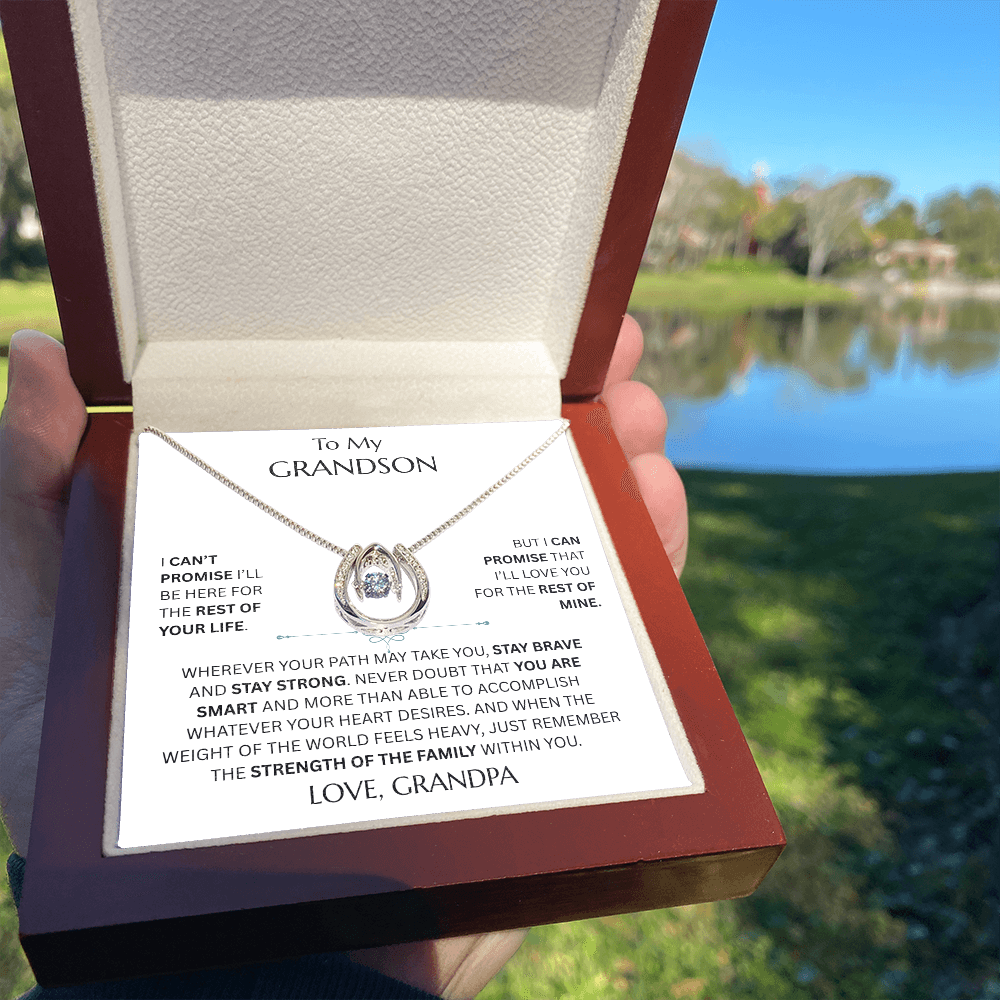 To My
GRANDSON
I CAN'T
PROMISE I'LL
BE HERE FOR
THE REST OF
YOUR LIFE.
BUT I CAN
PROMISE THAT
I'LL LOVE YOU
FOR THE REST OF
MINE.
WHEREVER YOUR PATH MAY TAKE YOU, STAY BRAVE
AND STAY STRONG. NEVER DOUBT THAT YOU ARE
SMART AND MORE THAN ABLE TO ACCOMPLISH
WHATEVER YOUR HEART DESIRES. AND WHEN THE
WEIGHT OF THE WORLD FEELS HEAVY, JUST REMEMBER
THE STRENGTH OF THE FAMILY WITHIN YOU.
LOVE, GRANDPA